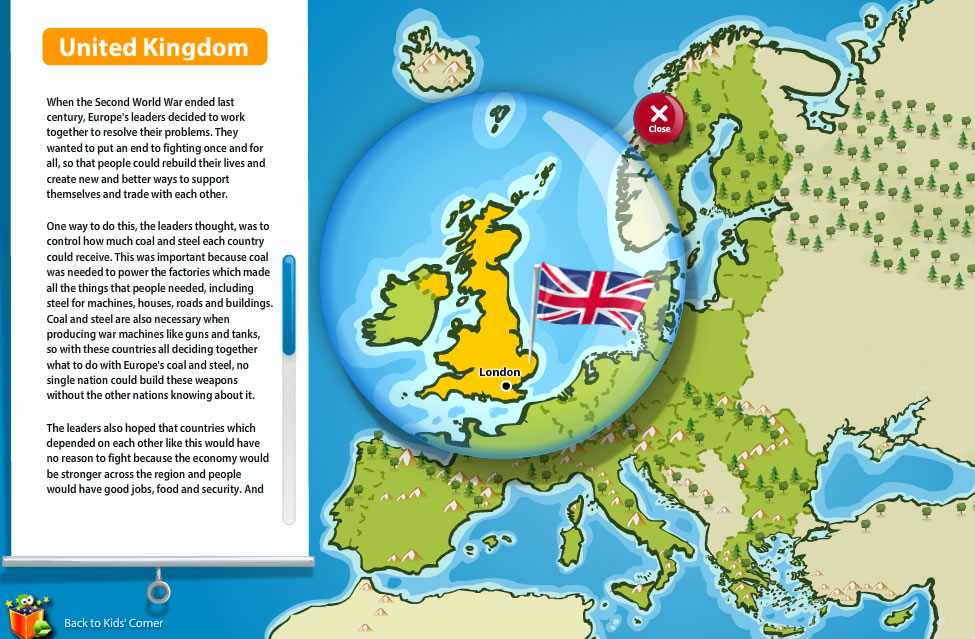 United Kingdom
When the Second World War ended last
century, Europe's leaders decided to work
together to resolve their problems. They
wanted to put an end to fighting once and for
all, so that people could rebuild their lives and
create new and better ways to support
themselves and trade with each other.
One way to do this, the leaders thought, was to
control how much coal and steel each country
could receive. This was important because coal
was needed to power the factories which made
all the things that people needed, including
steel for machines, houses, roads and buildings.
Coal and steel are also necessary when
producing war machines like guns and tanks,
so with these countries all deciding together
what to do with Europe's coal and steel, no
single nation could build these weapons
without the other nations knowing about it.
The leaders also hoped that countries which
depended on each other like this would have
no reason to fight because the economy would
be stronger across the region and people
would have good jobs, food and security. And
Close
London
Back to Kids' Corner